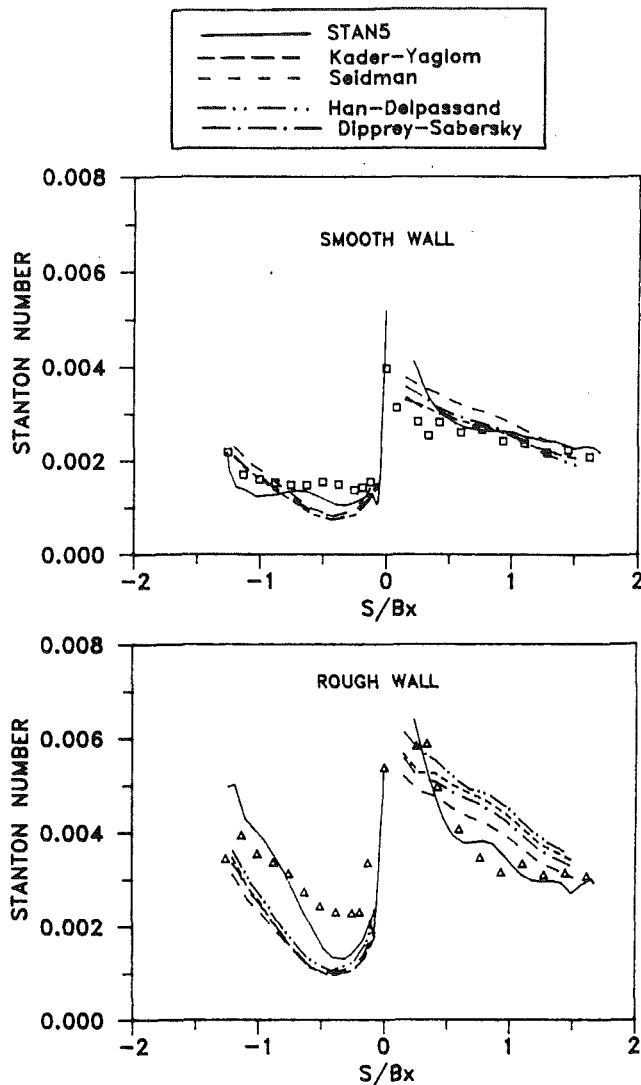 STAN5
Kader-Yaglom
Seidman
Han-Delpassand
Dipprey-Sabersky
0.008
SMOOTH WALL
0.006
STANTON NUMBER
0.004
0.002
0.000
−2 −1 0 1 2
S/Bx
0.008
ROUGH WALL
0.006
STANTON NUMBER
0.004
0.002
0.000
−2 −1 0 1 2
S/Bx